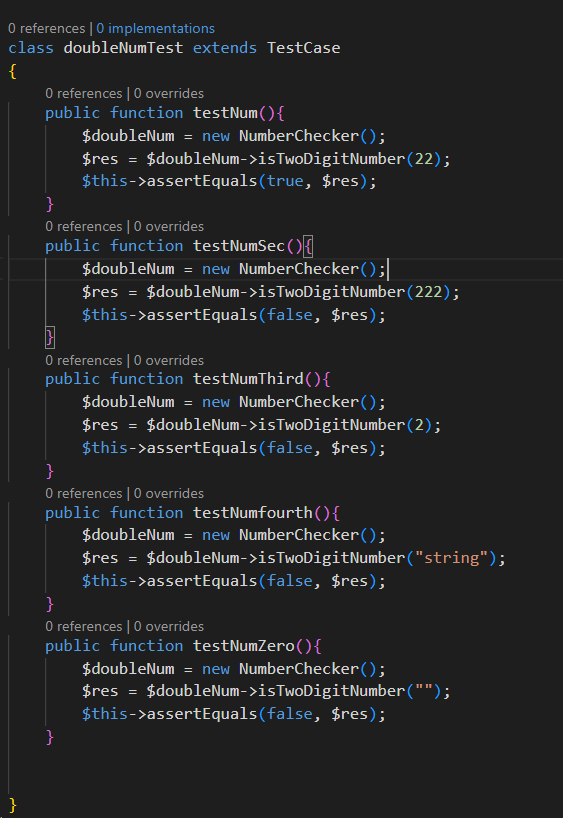 0 references | 0 implementations
class doubleNumTest extends TestCase
{
0 references | 0 overrides
public function testNum(){
$doubleNum = new NumberChecker();
$res = $doubleNum->isTwoDigitNumber(22);
$this->assertEquals(true, $res);
}
0 references | 0 overrides
public function testNumSec(){
$doubleNum = new NumberChecker();
$res = $doubleNum->isTwoDigitNumber(222);
$this->assertEquals(false, $res);
}
0 references | 0 overrides
public function testNumThird(){
$doubleNum = new NumberChecker();
$res = $doubleNum->isTwoDigitNumber(2);
$this->assertEquals(false, $res);
}
0 references | 0 overrides
public function testNumfourth(){
$doubleNum = new NumberChecker();
$res = $doubleNum->isTwoDigitNumber("string");
$this->assertEquals(false, $res);
}
0 references | 0 overrides
public function testNumZero(){
$doubleNum = new NumberChecker();
$res = $doubleNum->isTwoDigitNumber("");
$this->assertEquals(false, $res);
}
}